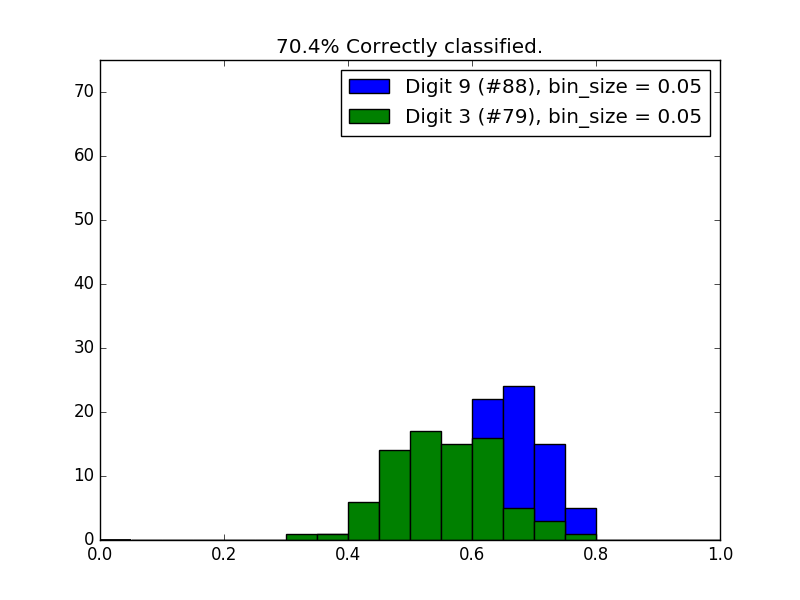 70.4% Correctly classified.
Digit 9 (#88), bin_size = 0.05
Digit 3 (#79), bin_size = 0.05
70
60
50
40
30
20
10
0
0.0 0.2 0.4 0.6 0.8 1.0